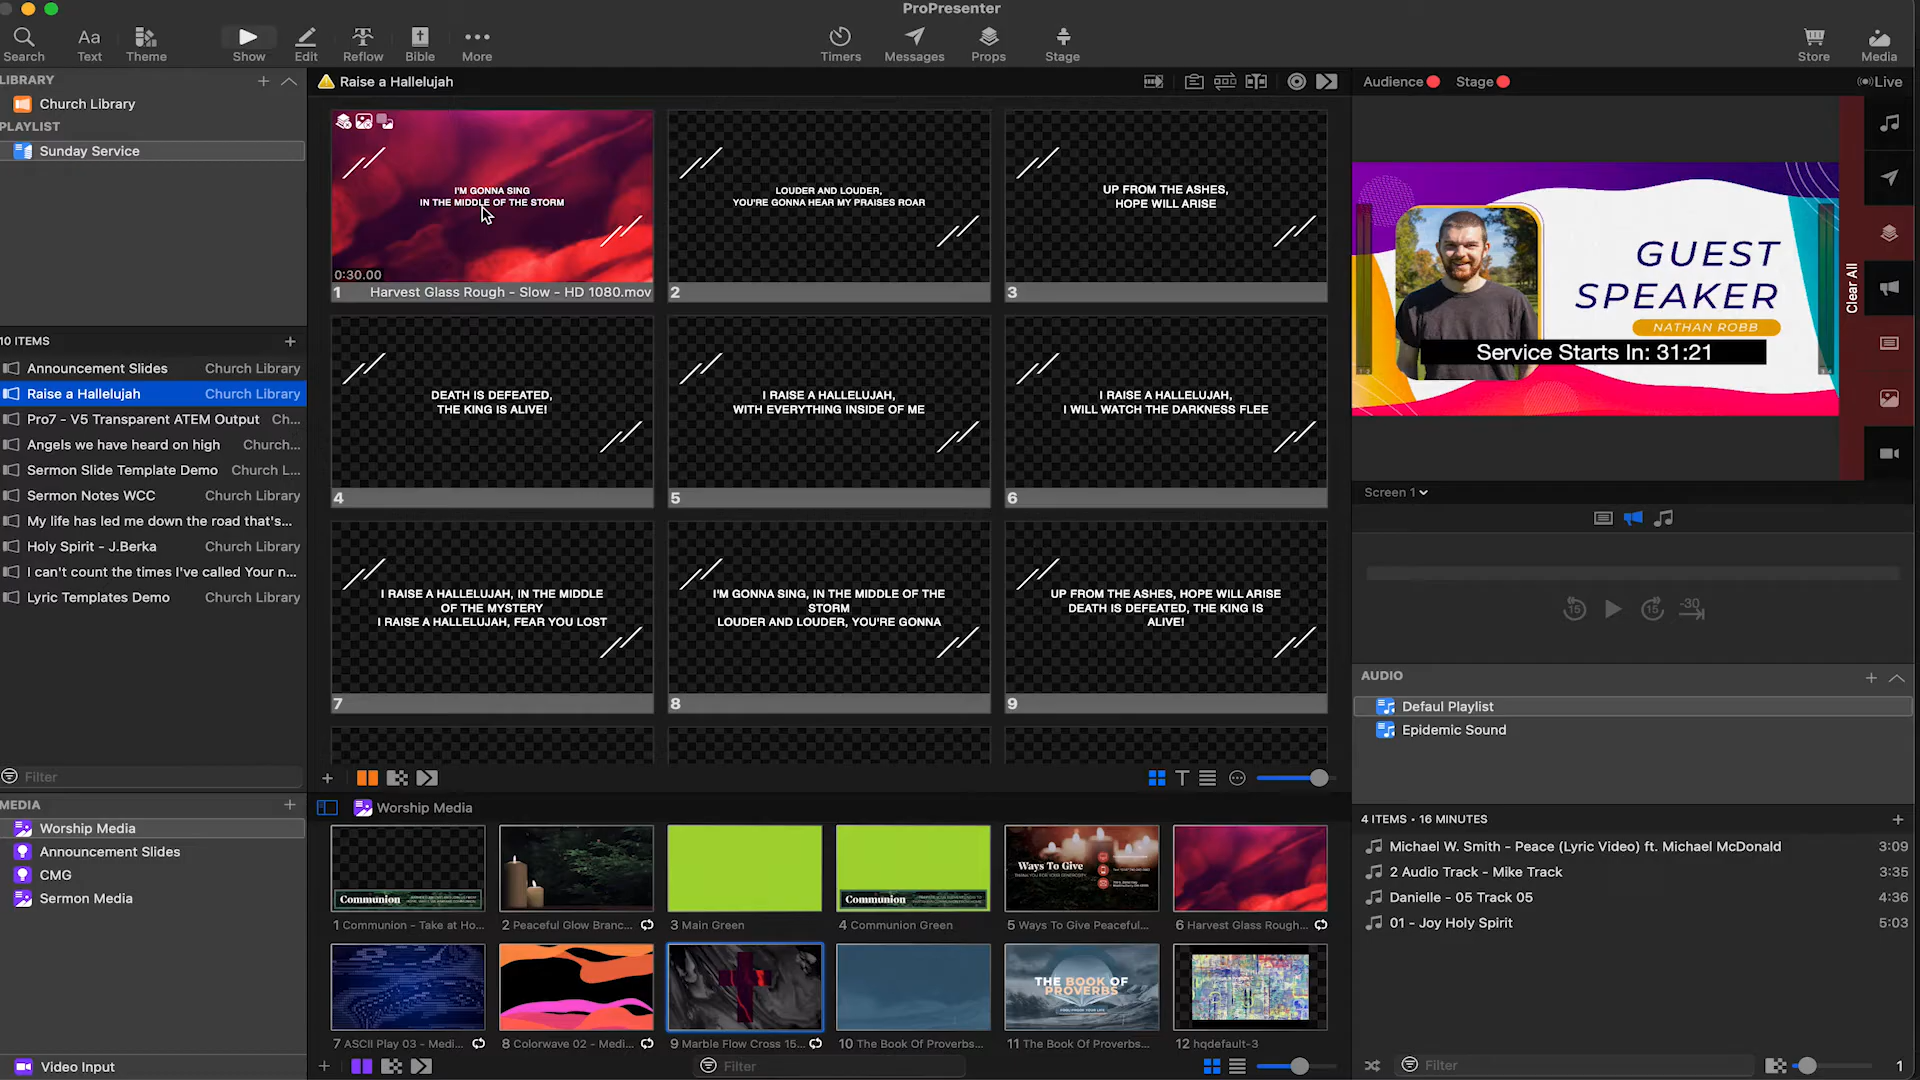 ProPresenter
Search
Text
Theme
Show
Edit
Reflow
Bible
More
Timers
Messages
Props
Stage
Store
Media
LIBRARY
Church Library
PLAYLIST
Sunday Service
10 ITEMS
Announcement Slides Church Library
Raise a Hallelujah Church Library
Pro7 - V5 Transparent ATEM Output Ch...
Angels we have heard on high Church...
Sermon Slide Template Demo Church L...
Sermon Notes WCC Church Library
My life has led me down the road that's...
Holy Spirit - J.Berka Church Library
I can't count the times I've called Your n...
Lyric Templates Demo Church Library
Filter
MEDIA
Worship Media
Announcement Slides
CMG
Sermon Media
Video Input
Raise a Hallelujah
I'M GONNA SING
IN THE MIDDLE OF THE STORM
0:30.00
1 Harvest Glass Rough - Slow - HD 1080.mov
LOUDER AND LOUDER,
YOU'RE GONNA HEAR MY PRAISES ROAR
2
UP FROM THE ASHES,
HOPE WILL ARISE
3
DEATH IS DEFEATED,
THE KING IS ALIVE!
4
I RAISE A HALLELUJAH,
WITH EVERYTHING INSIDE OF ME
5
I RAISE A HALLELUJAH,
I WILL WATCH THE DARKNESS FLEE
6
I RAISE A HALLELUJAH, IN THE MIDDLE
OF THE MYSTERY
I RAISE A HALLELUJAH, FEAR YOU LOST
7
I'M GONNA SING, IN THE MIDDLE OF THE
STORM
LOUDER AND LOUDER, YOU'RE GONNA
8
UP FROM THE ASHES, HOPE WILL ARISE
DEATH IS DEFEATED, THE KING IS
ALIVE!
9
Worship Media
Communion
1 Communion - Take at Ho...
2 Peaceful Glow Branc...
3 Main Green
Communion
4 Communion Green
Ways To Give
5 Ways To Give Peaceful...
6 Harvest Glass Rough...
7 ASCII Play 03 - Medi...
8 Colorwave 02 - Medi...
9 Marble Flow Cross 15...
10 The Book Of Proverbs...
THE BOOK OF
PROVERBS
11 The Book Of Proverbs...
12 hqdefault-3
Filter
Audience
Stage
Live
GUEST
SPEAKER
NATHAN ROBB
Service Starts In: 31:21
Clear All
Screen 1
15
15
-30
AUDIO
Defaul Playlist
Epidemic Sound
4 ITEMS • 16 MINUTES
Michael W. Smith - Peace (Lyric Video) ft. Michael McDonald 3:09
2 Audio Track - Mike Track 3:35
Danielle - 05 Track 05 4:36
01 - Joy Holy Spirit 5:03
Filter
1